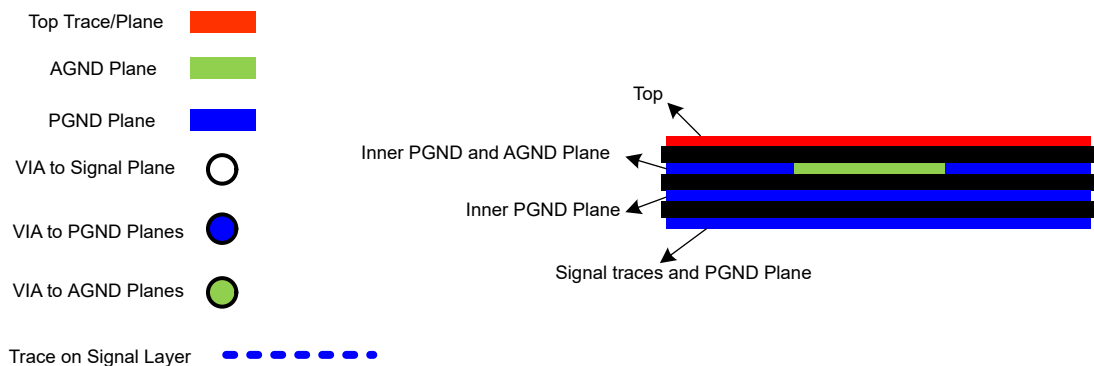 Top Trace/Plane
AGND Plane
PGND Plane
VIA to Signal Plane
VIA to PGND Planes
VIA to AGND Planes
Trace on Signal Layer
Top
Inner PGND and AGND Plane
Inner PGND Plane
Signal traces and PGND Plane